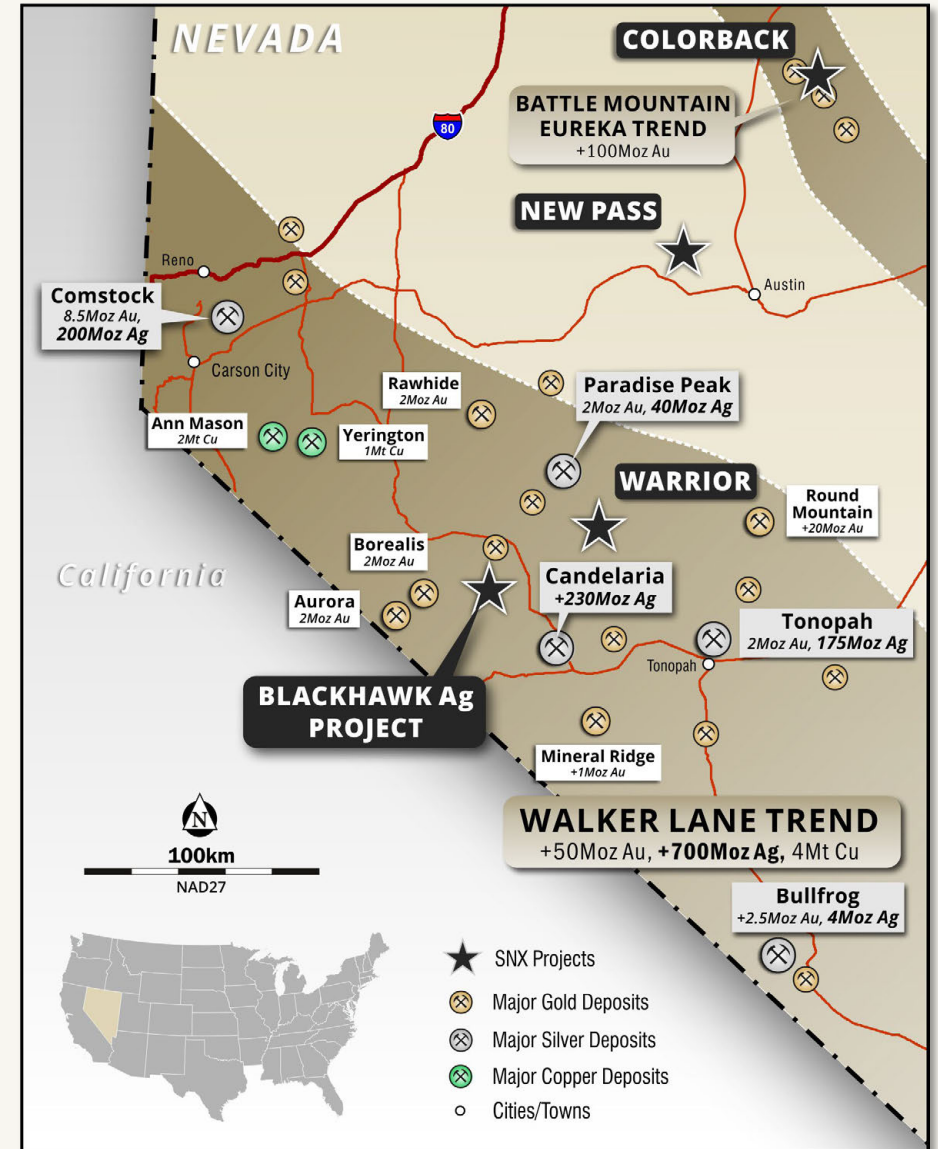 NEVADA
COLORBACK
BATTLE MOUNTAIN
EUREKA TREND
+100Moz Au
80
NEW PASS
Reno
Austin
Comstock
8.5Moz Au,
200Moz Ag
Carson City
Rawhide
2Moz Au
Paradise Peak
2Moz Au, 40Moz Ag
Ann Mason
2Mt Cu
Yerington
1Mt Cu
WARRIOR
Round
Mountain
+20Moz Au
Borealis
2Moz Au
California
Candelaria
+230Moz Ag
Aurora
2Moz Au
Tonopah
2Moz Au, 175Moz Ag
Tonopah
BLACKHAWK Ag
PROJECT
Mineral Ridge
+1Moz Au
WALKER LANE TREND
+50Moz Au, +700Moz Ag, 4Mt Cu
N
100km
NAD27
Bullfrog
+2.5Moz Au, 4Moz Ag
SNX Projects
Major Gold Deposits
Major Silver Deposits
Major Copper Deposits
Cities/Towns